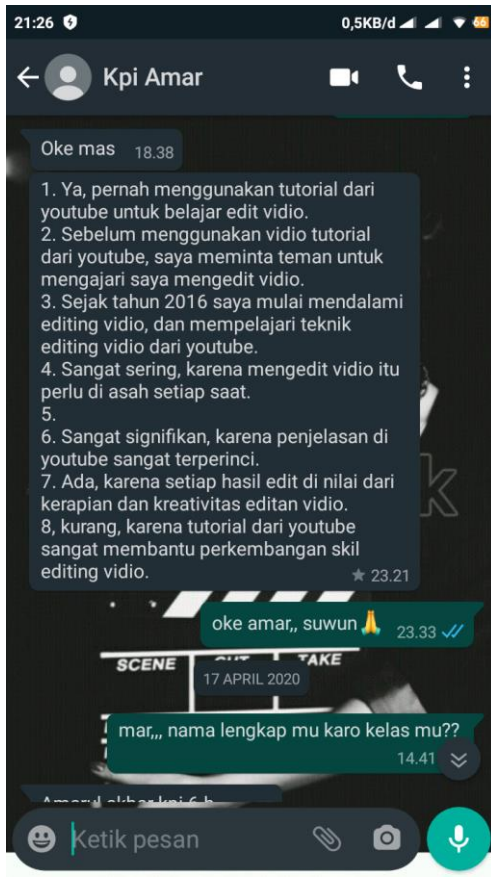 21:26 0,5KB/d 66
Kpi Amar
Oke mas 18.38
1. Ya, pernah menggunakan tutorial dari
youtube untuk belajar edit vidio.
2. Sebelum menggunakan vidio tutorial
dari youtube, saya meminta teman untuk
mengajari saya mengedit vidio.
3. Sejak tahun 2016 saya mulai mendalami
editing vidio, dan mempelajari teknik
editing vidio dari youtube.
4. Sangat sering, karena mengedit vidio itu
perlu di asah setiap saat.
5.
6. Sangat signifikan, karena penjelasan di
youtube sangat terperinci.
7. Ada, karena setiap hasil edit di nilai dari
kerapian dan kreativitas editan vidio.
8, kurang, karena tutorial dari youtube
sangat membantu perkembangan skil
editing vidio. 23.21
oke amar,, suwun🙏 23.33
SCENE CUT TAKE
17 APRIL 2020
mar,,, nama lengkap mu karo kelas mu??
14.41
Amarul akbar kpi 6 b
Ketik pesan